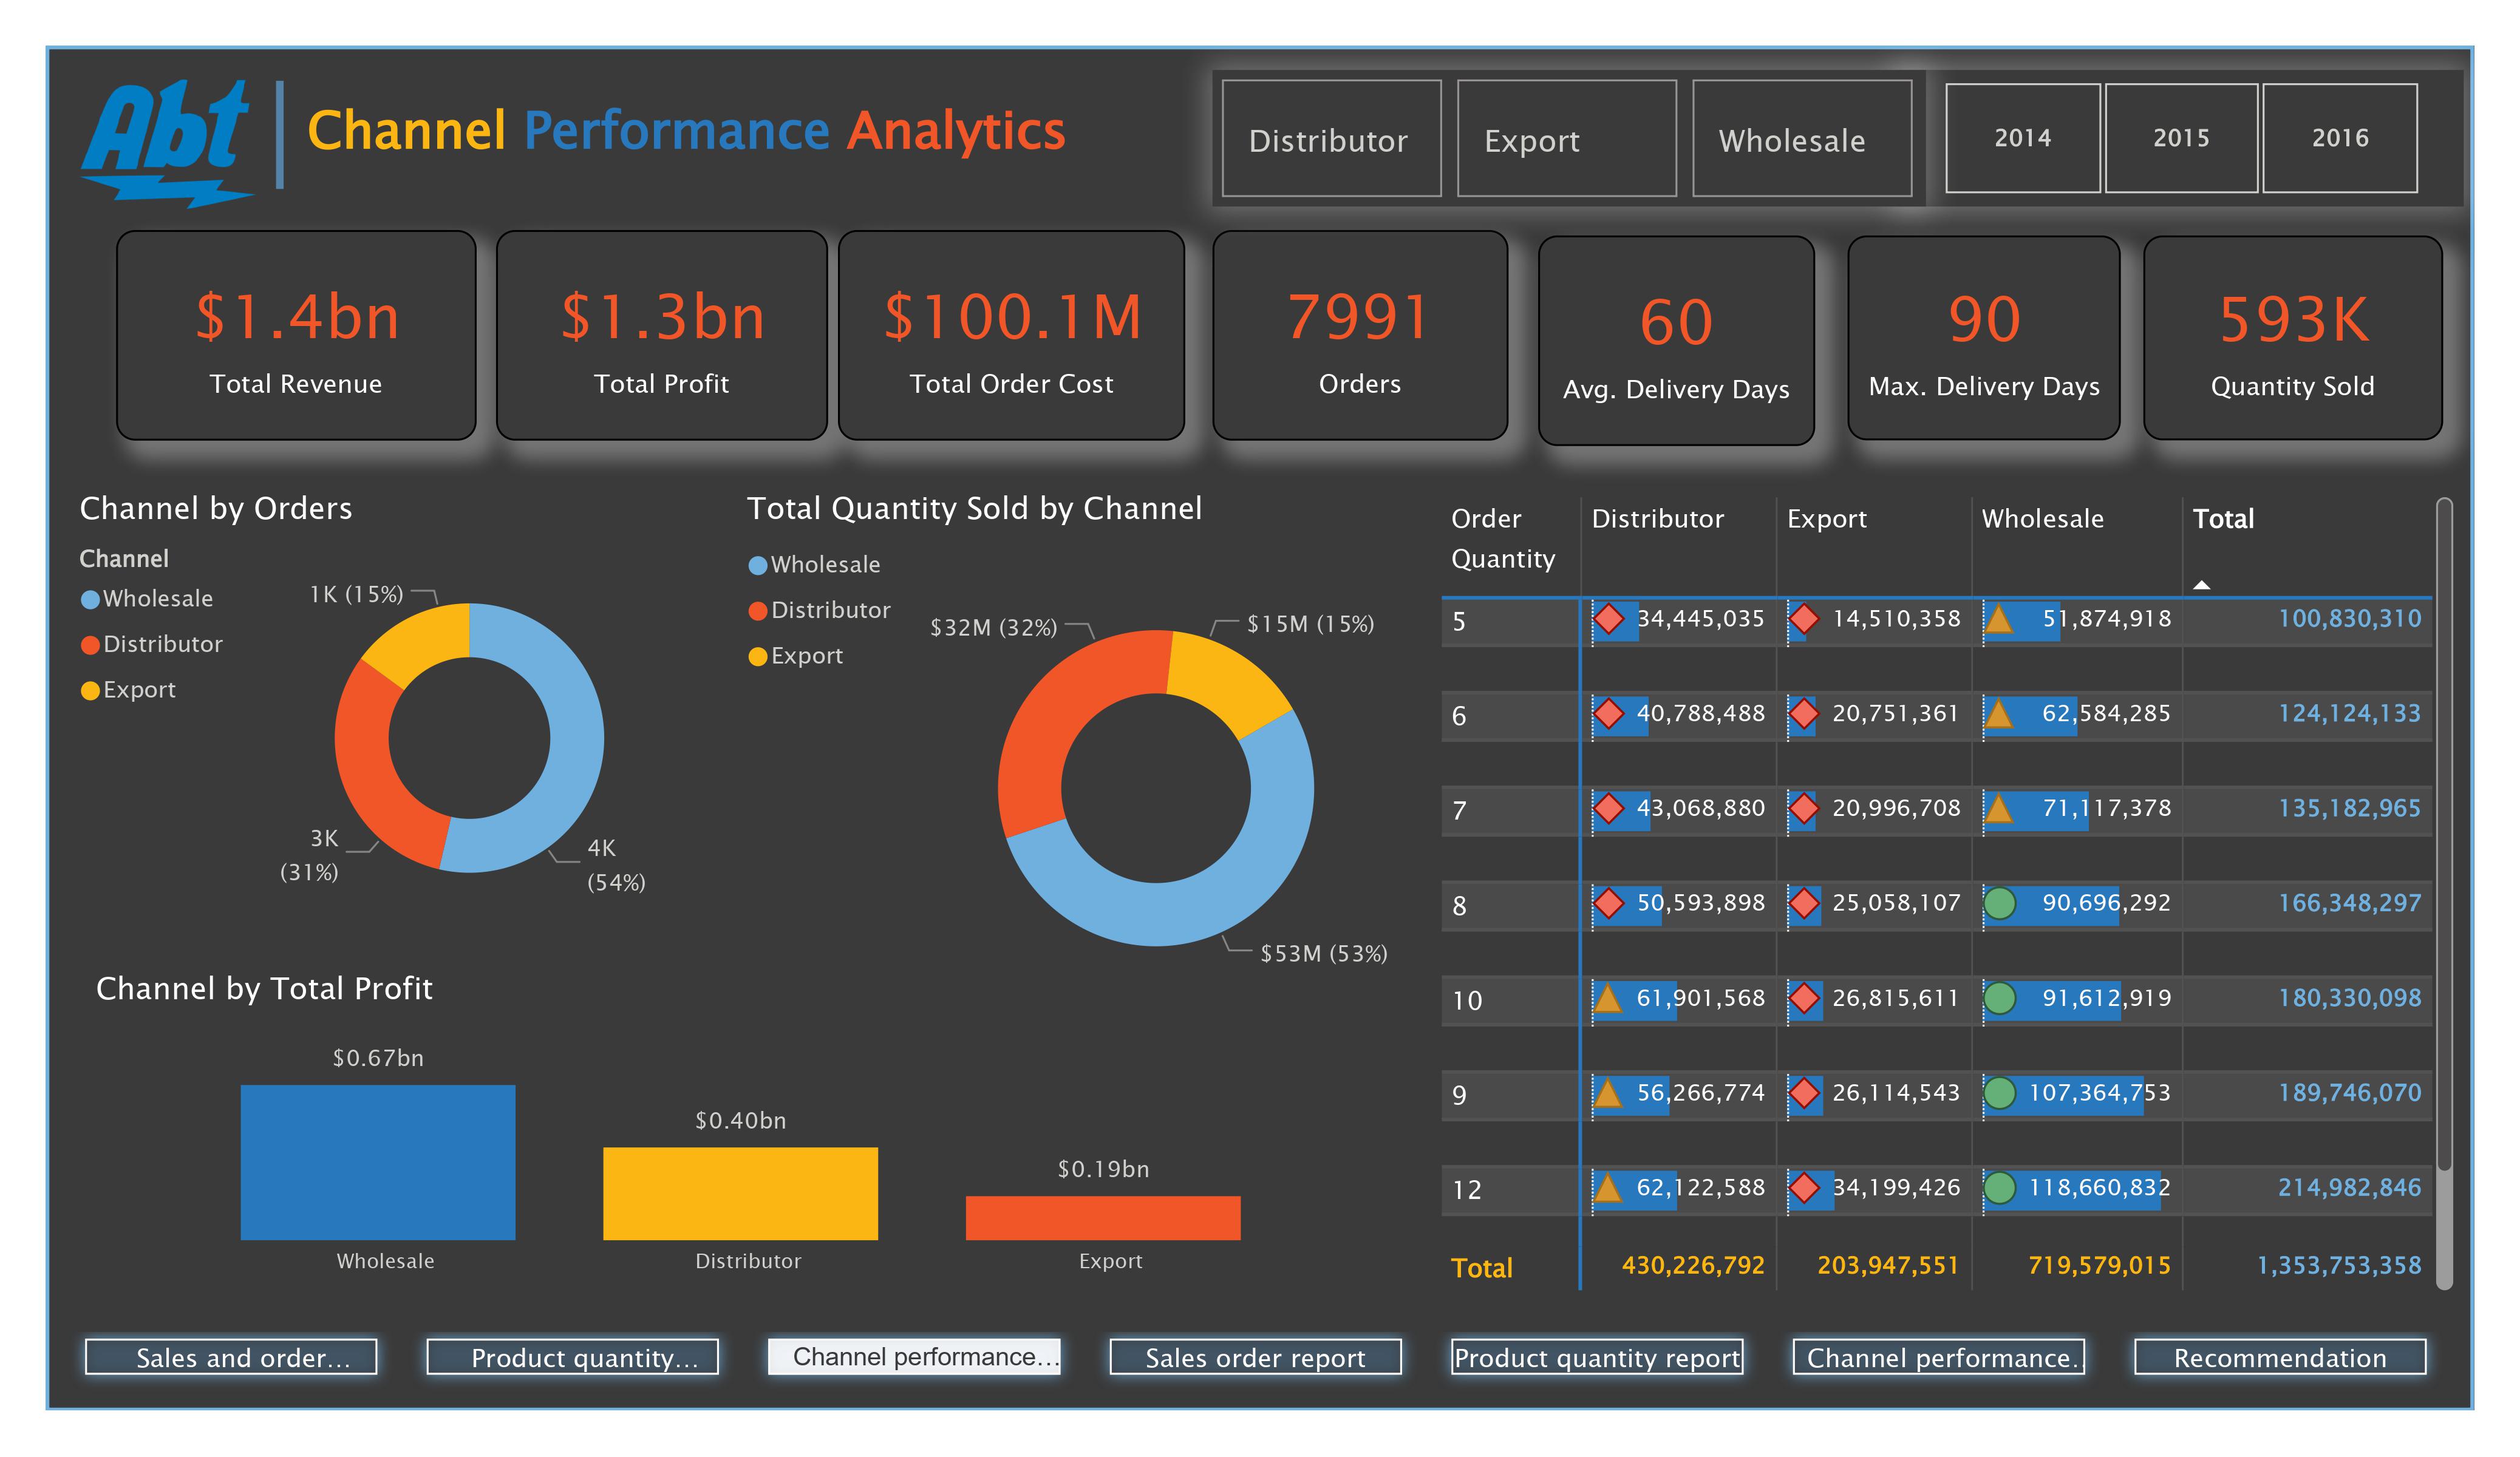 Abt
Channel Performance Analytics
Distributor
Export
Wholesale
2014
2015
2016
$1.4bn
Total Revenue
$1.3bn
Total Profit
$100.1M
Total Order Cost
7991
Orders
60
Avg. Delivery Days
90
Max. Delivery Days
593K
Quantity Sold
Channel by Orders
Channel
Wholesale
Distributor
Export
1K (15%)
3K
(31%)
4K
(54%)
Total Quantity Sold by Channel
Wholesale
Distributor
Export
$32M (32%)
$15M (15%)
$53M (53%)
Channel by Total Profit
$0.67bn
$0.40bn
$0.19bn
Wholesale
Distributor
Export
Order Quantity Distributor Export Wholesale Total
5 34,445,035 14,510,358 51,874,918 100,830,310
6 40,788,488 20,751,361 62,584,285 124,124,133
7 43,068,880 20,996,708 71,117,378 135,182,965
8 50,593,898 25,058,107 90,696,292 166,348,297
10 61,901,568 26,815,611 91,612,919 180,330,098
9 56,266,774 26,114,543 107,364,753 189,746,070
12 62,122,588 34,199,426 118,660,832 214,982,846
Total 430,226,792 203,947,551 719,579,015 1,353,753,358
Sales and order...
Product quantity...
Channel performance...
Sales order report
Product quantity report
Channel performance..
Recommendation